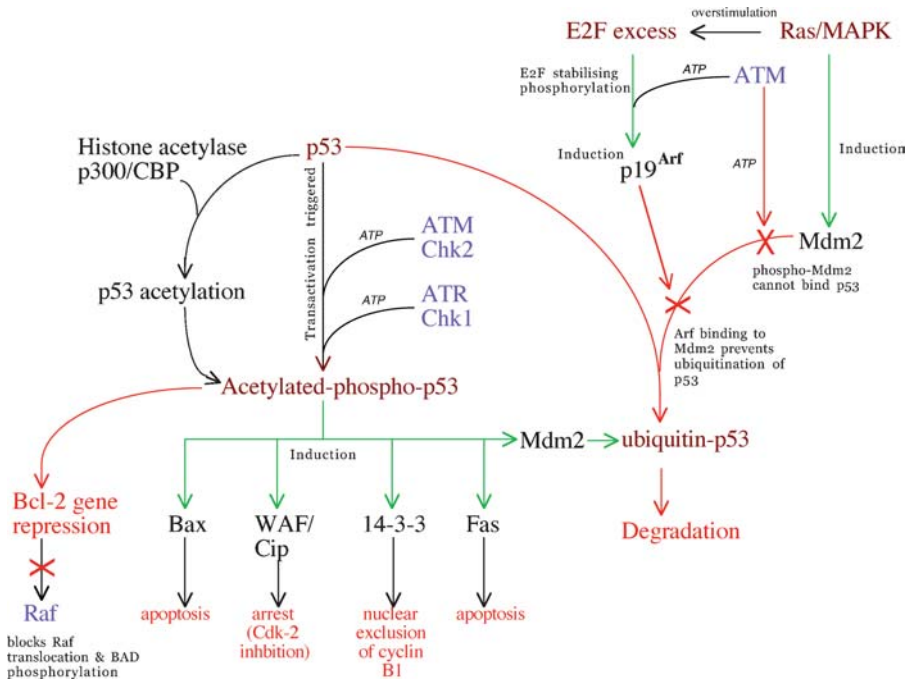 E2F excess
overstimulation
Ras/MAPK
E2F stabilising
phosphorylation
ATP
ATM
Histone acetylase
p300/CBP
p53
Induction
p19Arf
ATP
Induction
Transactivation triggered
ATP
ATM
Chk2
Mdm2
phospho-Mdm2
cannot bind p53
p53 acetylation
ATP
ATR
Chk1
Arf binding to
Mdm2 prevents
ubiquitination of
p53
Acetylated-phospho-p53
Induction
Mdm2
ubiquitin-p53
Bcl-2 gene
repression
Bax
WAF/
Cip
14-3-3
Fas
Degradation
Raf
blocks Raf
translocation & BAD
phosphorylation
apoptosis
arrest
(Cdk-2
inhbition)
nuclear
exclusion
of cyclin
B1
apoptosis